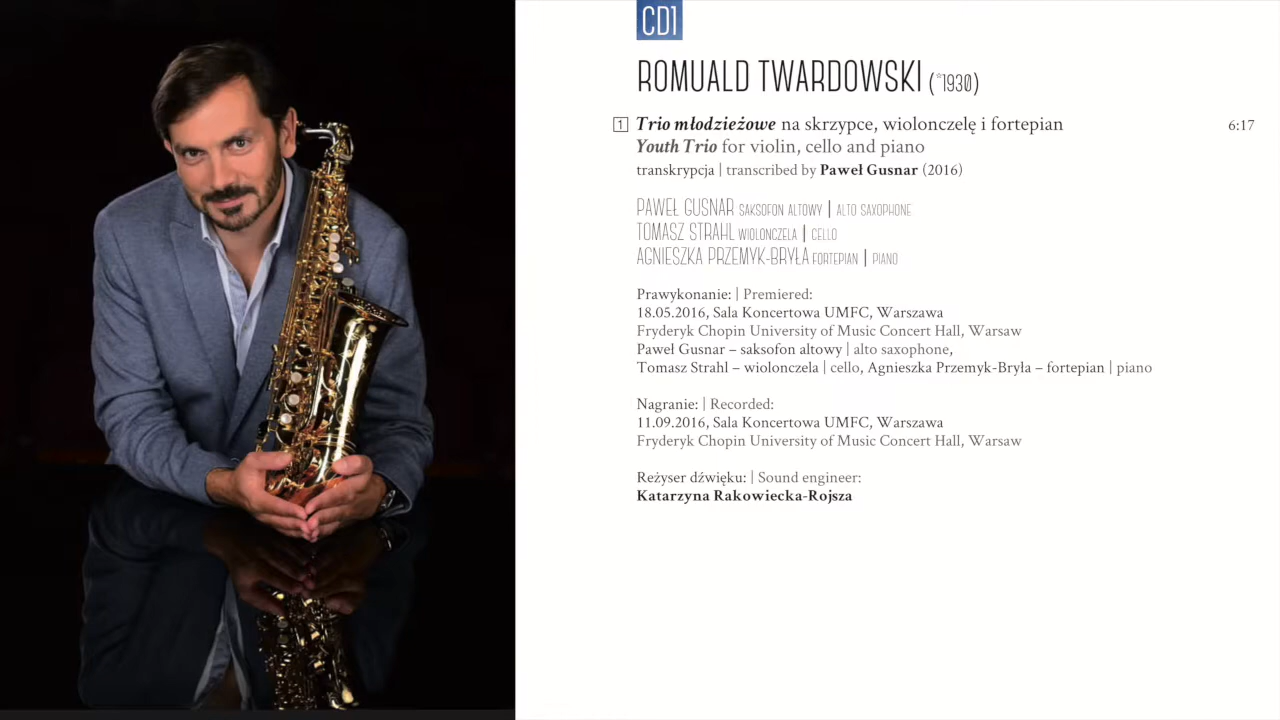 CD1
ROMUALD TWARDOWSKI (*1930)
1 Trio młodzieżowe na skrzypce, wiolonczelę i fortepian 6:17
Youth Trio for violin, cello and piano
transkrypcja | transcribed by Paweł Gusnar (2016)
PAWEŁ GUSNAR SAKSOFON ALTOWY | ALTO SAXOPHONE
TOMASZ STRAHL WIOLONCZELA | CELLO
AGNIESZKA PRZEMYK-BRYŁA FORTEPIAN | PIANO
Prawykonanie: | Premiered:
18.05.2016, Sala Koncertowa UMFC, Warszawa
Fryderyk Chopin University of Music Concert Hall, Warsaw
Paweł Gusnar – saksofon altowy | alto saxophone,
Tomasz Strahl – wiolonczela | cello, Agnieszka Przemyk-Bryła – fortepian | piano
Nagranie: | Recorded:
11.09.2016, Sala Koncertowa UMFC, Warszawa
Fryderyk Chopin University of Music Concert Hall, Warsaw
Reżyser dźwięku: | Sound engineer:
Katarzyna Rakowiecka-Rojsza